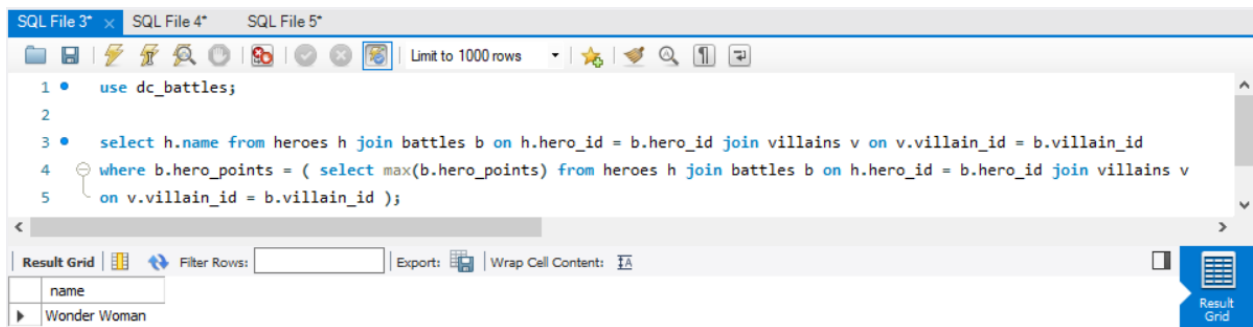 SQL File 3* × SQL File 4* SQL File 5*
Limit to 1000 rows
1 use dc_battles;
2
3 select h.name from heroes h join battles b on h.hero_id = b.hero_id join villains v on v.villain_id = b.villain_id
4 where b.hero_points = ( select max(b.hero_points) from heroes h join battles b on h.hero_id = b.hero_id join villains v
5 on v.villain_id = b.villain_id );
Result Grid Filter Rows: Export: Wrap Cell Content:
name
Wonder Woman
Result
Grid